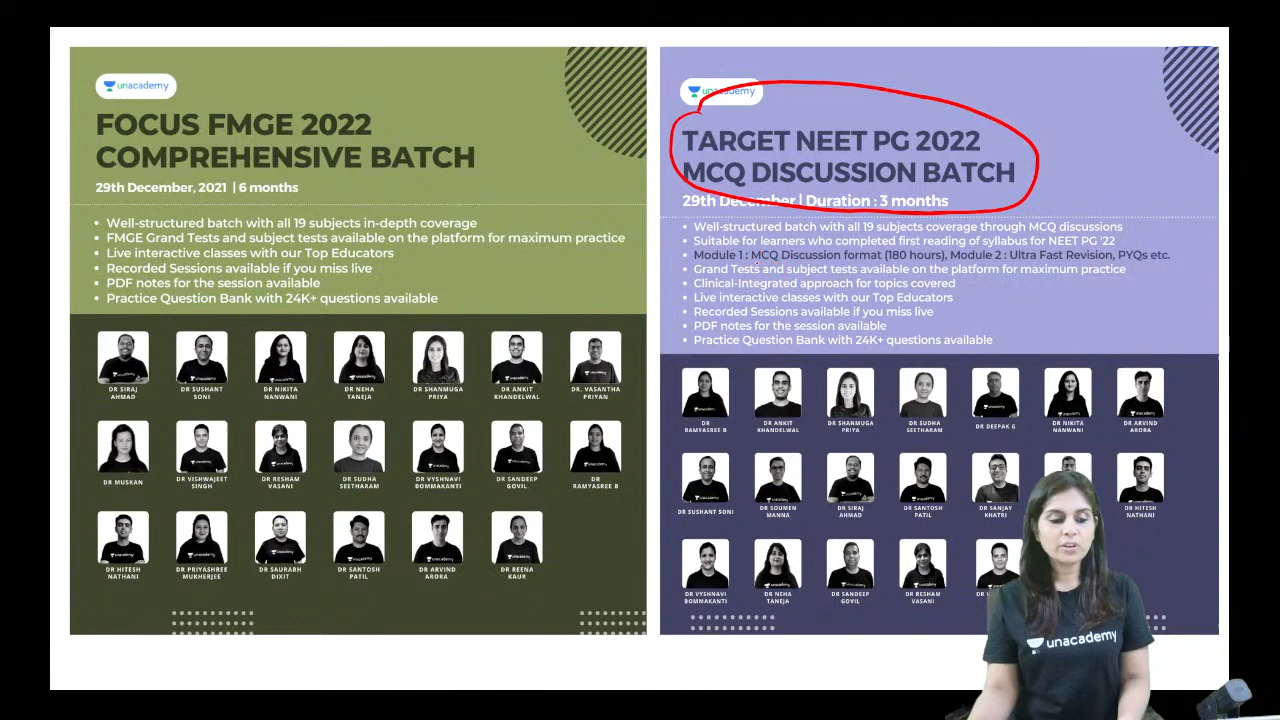 unacademy
FOCUS FMGE 2022
COMPREHENSIVE BATCH
29th December, 2021 | 6 months
• Well-structured batch with all 19 subjects in-depth coverage
• FMGE Grand Tests and subject tests available on the platform for maximum practice
• Live interactive classes with our Top Educators
• Recorded Sessions available if you miss live
• PDF notes for the session available
• Practice Question Bank with 24K+ questions available
DR SIRAJ AHMAD
DR SUSHANT SONI
DR NIKITA NANWANI
DR NEHA TANEJA
DR SHANMUGA PRIYA
DR ANKIT KHANDELWAL
DR. VASANTHA PRIYAN
DR MUSKAN
DR VISHWAJEET SINGH
DR RESHAM VASANI
DR SUDHA SEETHARAM
DR VYSHNAVI BOMMAKANTI
DR SANDEEP GOVIL
DR RAMYASREE B
DR HITESH NATHANI
DR PRIYASHREE MUKHERJEE
DR SAURABH DIXIT
DR SANTOSH PATIL
DR ARVIND ARORA
DR REENA KAUR
unacademy
TARGET NEET PG 2022
MCQ DISCUSSION BATCH
29th December | Duration : 3 months
• Well-structured batch with all 19 subjects coverage through MCQ discussions
• Suitable for learners who completed first reading of syllabus for NEET PG '22
• Module 1 : MCQ Discussion format (180 hours), Module 2 : Ultra Fast Revision, PYQs etc.
• Grand Tests and subject tests available on the platform for maximum practice
• Clinical-Integrated approach for topics covered
• Live interactive classes with our Top Educators
• Recorded Sessions available if you miss live
• PDF notes for the session available
• Practice Question Bank with 24K+ questions available
DR RAMYASREE B
DR ANKIT KHANDELWAL
DR SHANMUGA PRIYA
DR SUDHA SEETHARAM
DR DEEPAK G
DR NIKITA NANWANI
DR ARVIND ARORA
DR SUSHANT SONI
DR SOUMEN MANNA
DR SIRAJ AHMAD
DR SANTOSH PATIL
DR SANJAY KHATRI
DR HITESH NATHANI
DR VYSHNAVI BOMMAKANTI
DR NEHA TANEJA
DR SANDEEP GOVIL
DR RESHAM VASANI
unacademy